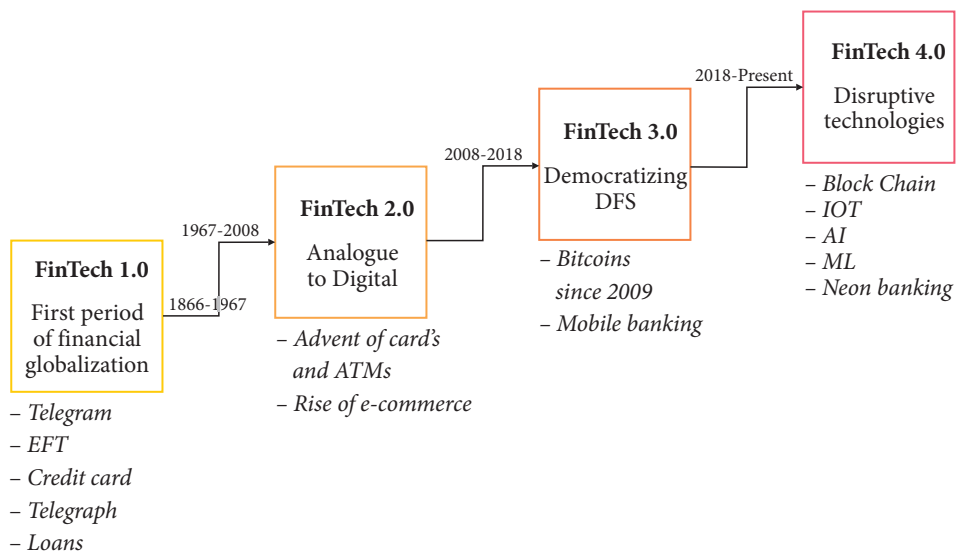 FinTech 1.0
First period
of financial
globalization
– Telegram
– EFT
– Credit card
– Telegraph
– Loans
1866-1967
1967-2008
FinTech 2.0
Analogue
to Digital
– Advent of card's
and ATMs
– Rise of e-commerce
2008-2018
FinTech 3.0
Democratizing
DFS
– Bitcoins
since 2009
– Mobile banking
2018-Present
FinTech 4.0
Disruptive
technologies
– Block Chain
– IOT
– AI
– ML
– Neon banking